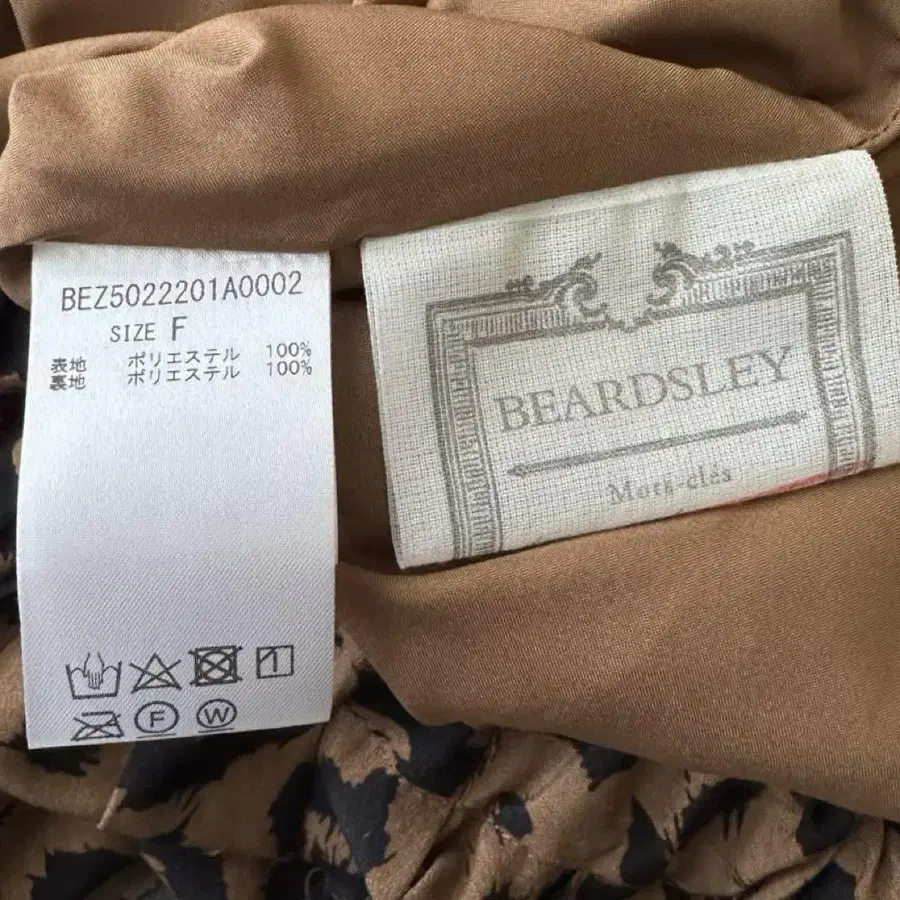 BEZ5022201A0002
SIZE F
表地 ポリエステル 100%
裏地 ポリエステル 100%
1
F W
BEARDSLEY
Mots-clés